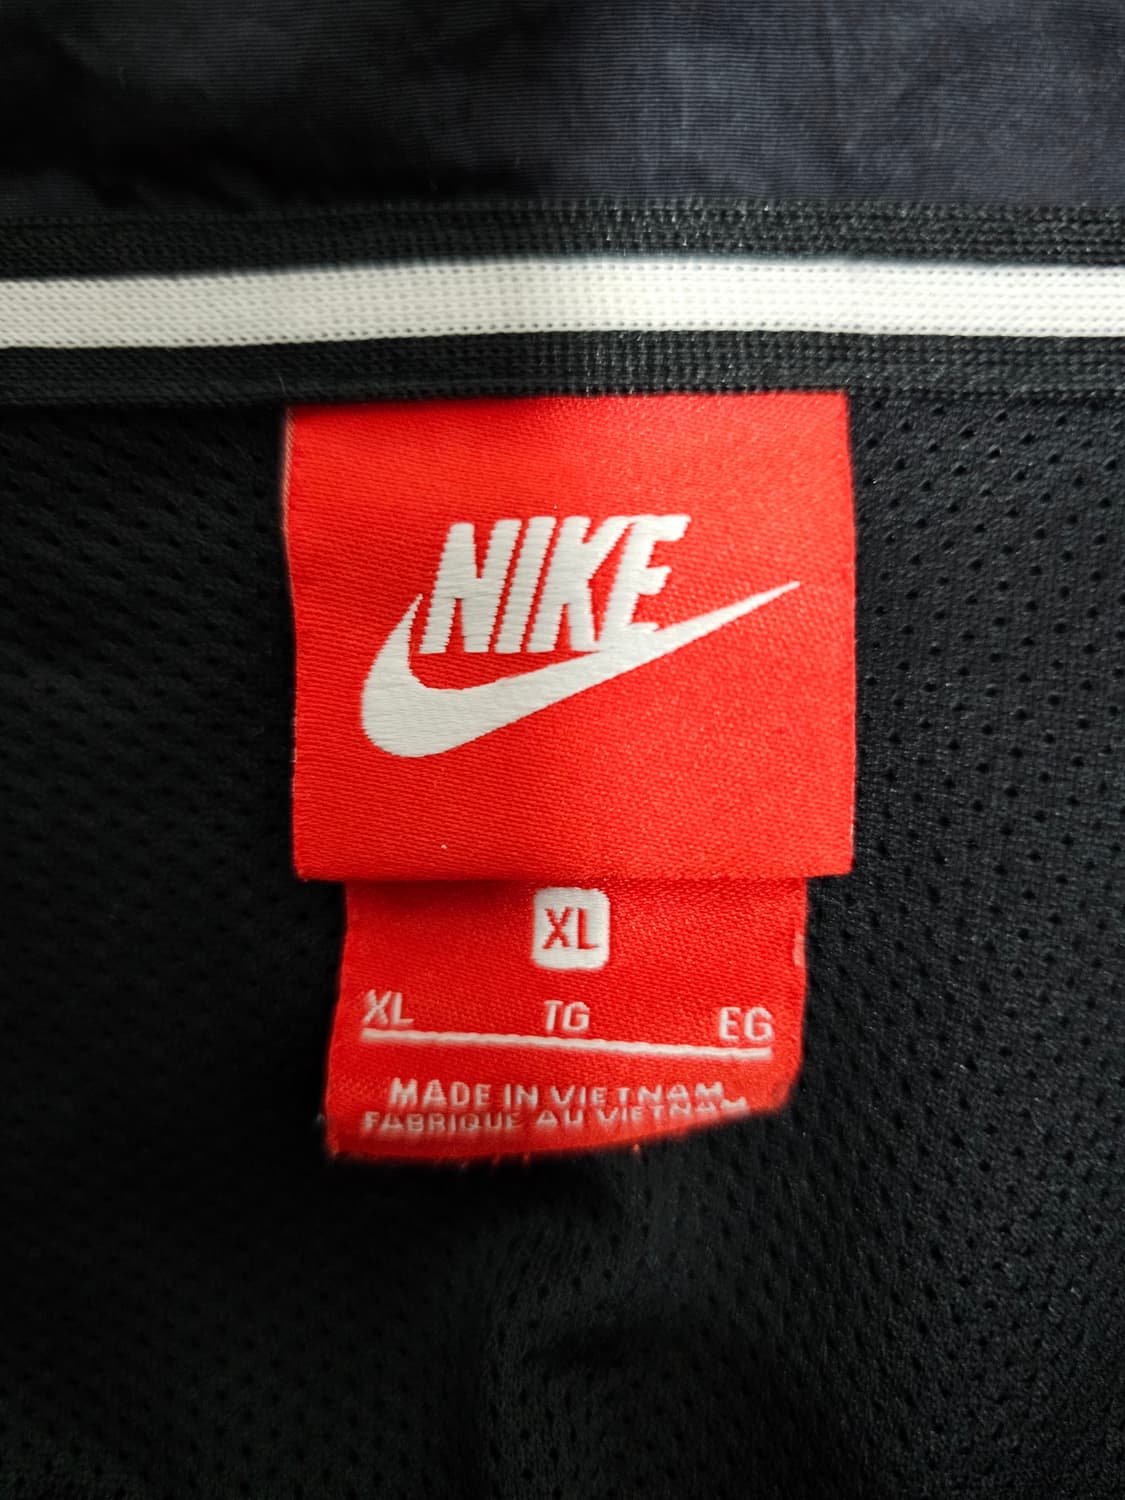 NIKE
XL
XL TG EG
MADE IN VIETNAM
FABRIQUE AU VIETNAM